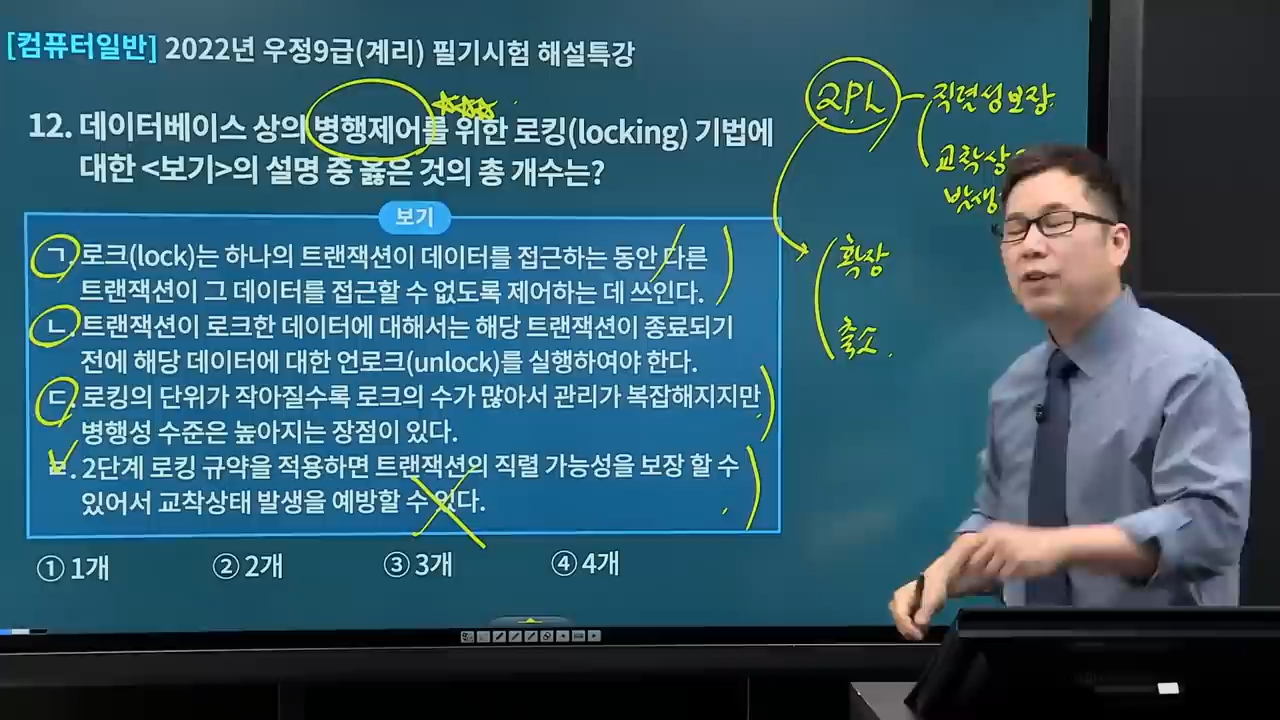 [컴퓨터일반] 2022년 우정9급(계리) 필기시험 해설특강
12. 데이터베이스 상의 병행제어를 위한 로킹(locking) 기법에
대한 <보기>의 설명 중 옳은 것의 총 개수는?
보기
ㄱ. 로크(lock)는 하나의 트랜잭션이 데이터를 접근하는 동안 다른
트랜잭션이 그 데이터를 접근할 수 없도록 제어하는 데 쓰인다.
ㄴ. 트랜잭션이 로크한 데이터에 대해서는 해당 트랜잭션이 종료되기
전에 해당 데이터에 대한 언로크(unlock)를 실행하여야 한다.
ㄷ. 로킹의 단위가 작아질수록 로크의 수가 많아서 관리가 복잡해지지만
병행성 수준은 높아지는 장점이 있다.
ㄹ. 2단계 로킹 규약을 적용하면 트랜잭션의 직렬 가능성을 보장 할 수
있어서 교착상태 발생을 예방할 수 있다.
① 1개 ② 2개 ③ 3개 ④ 4개
2PL 직렬성보장
교착상
발생
확장
축소